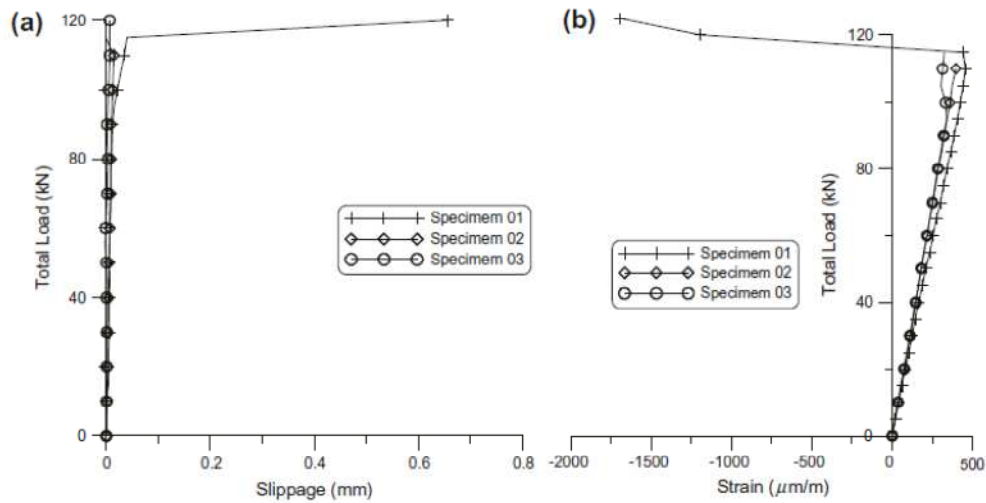 (a)
120
80
40
0
Total Load (kN)
Specimem 01
Specimem 02
Specimem 03
0
0.2
0.4
0.6
0.8
Slippage (mm)
(b)
120
80
40
0
Total Load (kN)
Specimem 01
Specimem 02
Specimem 03
-2000
-1500
-1000
-500
0
500
Strain (μm/m)